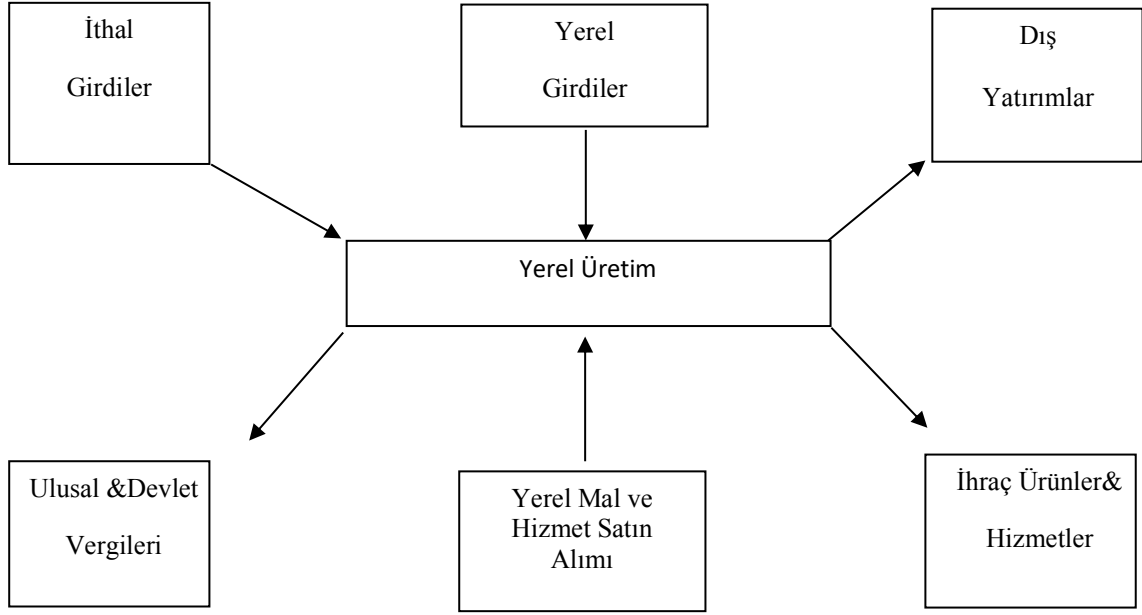 İthal
Girdiler
Yerel
Girdiler
Dış
Yatırımlar
Yerel Üretim
Ulusal &Devlet
Vergileri
Yerel Mal ve
Hizmet Satın
Alımı
İhraç Ürünler&
Hizmetler